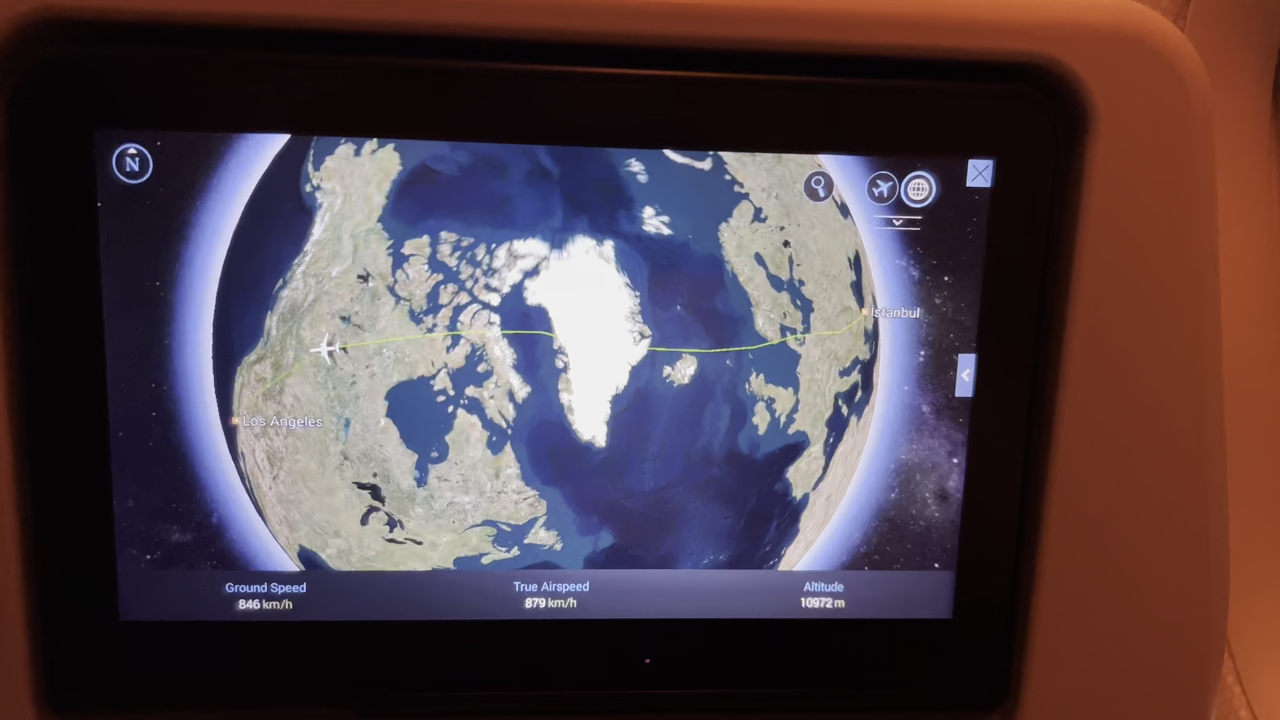 N
Istanbul
Los Angeles
Ground Speed
846 km/h
True Airspeed
879 km/h
Altitude
10972 m